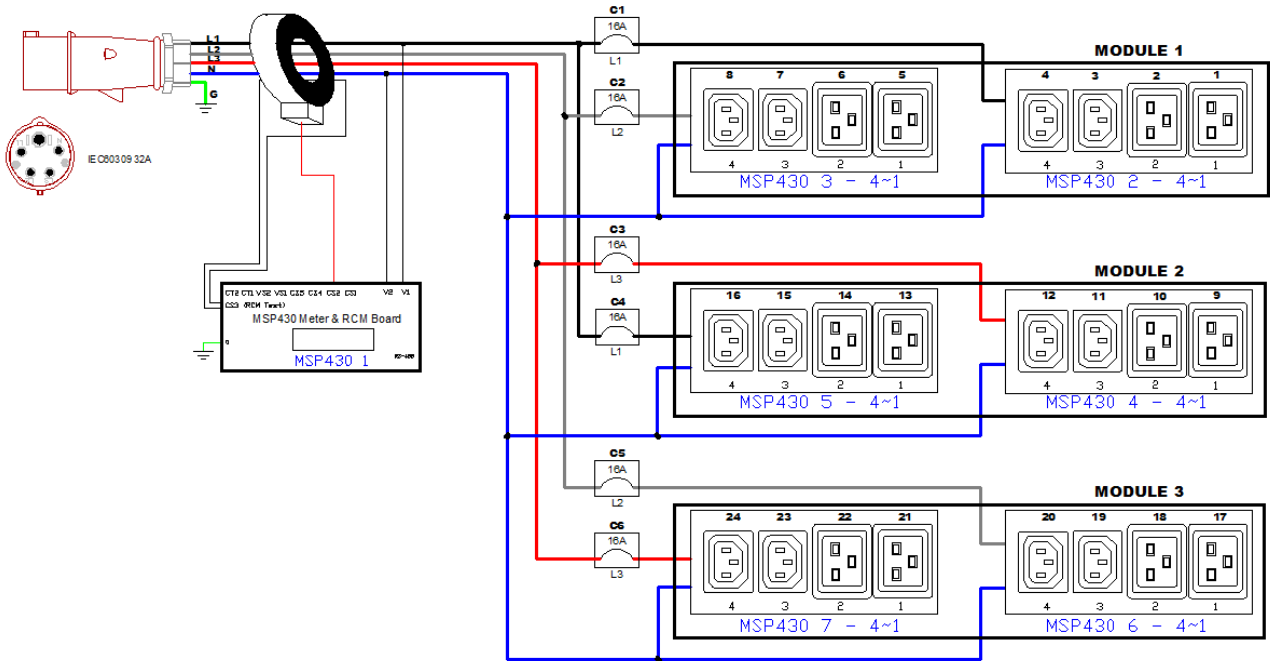 L1
L2
L3
N
G
IEC60309 32A
CT2 CT1 VS2 VS1 CS5 CS4 CS2 CS1 V2 V1
CS3 (RCM Test)
MSP430 Meter & RCM Board
G
RS-485
MSP430 1
C1
16A
L1
C2
16A
L2
MODULE 1
8 7 6 5 4 3 2 1
4 3 2 1 4 3 2 1
MSP430 3 - 4~1 MSP430 2 - 4~1
C3
16A
L3
C4
16A
L1
MODULE 2
16 15 14 13 12 11 10 9
4 3 2 1 4 3 2 1
MSP430 5 - 4~1 MSP430 4 - 4~1
C5
16A
L2
C6
16A
L3
MODULE 3
24 23 22 21 20 19 18 17
4 3 2 1 4 3 2 1
MSP430 7 - 4~1 MSP430 6 - 4~1